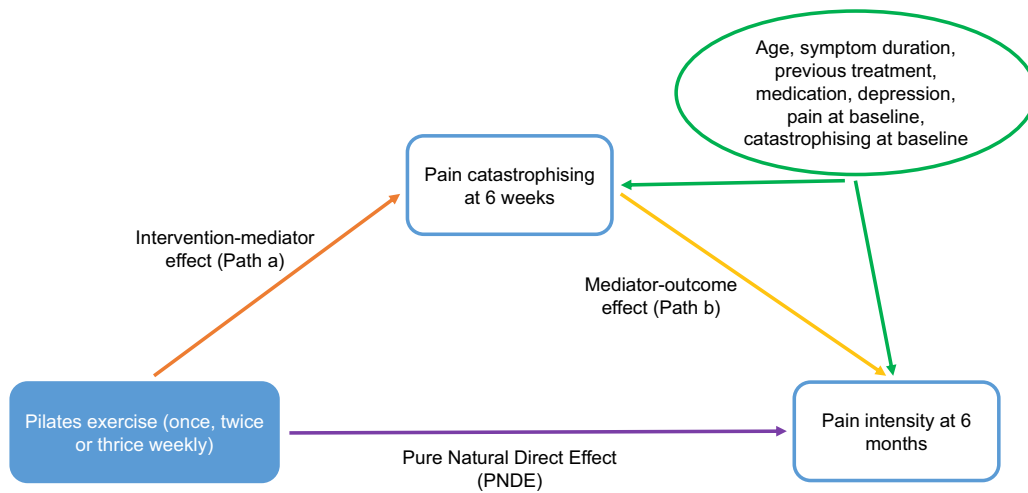 Age, symptom duration,
previous treatment,
medication, depression,
pain at baseline,
catastrophising at baseline
Pain catastrophising
at 6 weeks
Intervention-mediator
effect (Path a)
Mediator-outcome
effect (Path b)
Pilates exercise (once, twice
or thrice weekly)
Pain intensity at 6
months
Pure Natural Direct Effect
(PNDE)